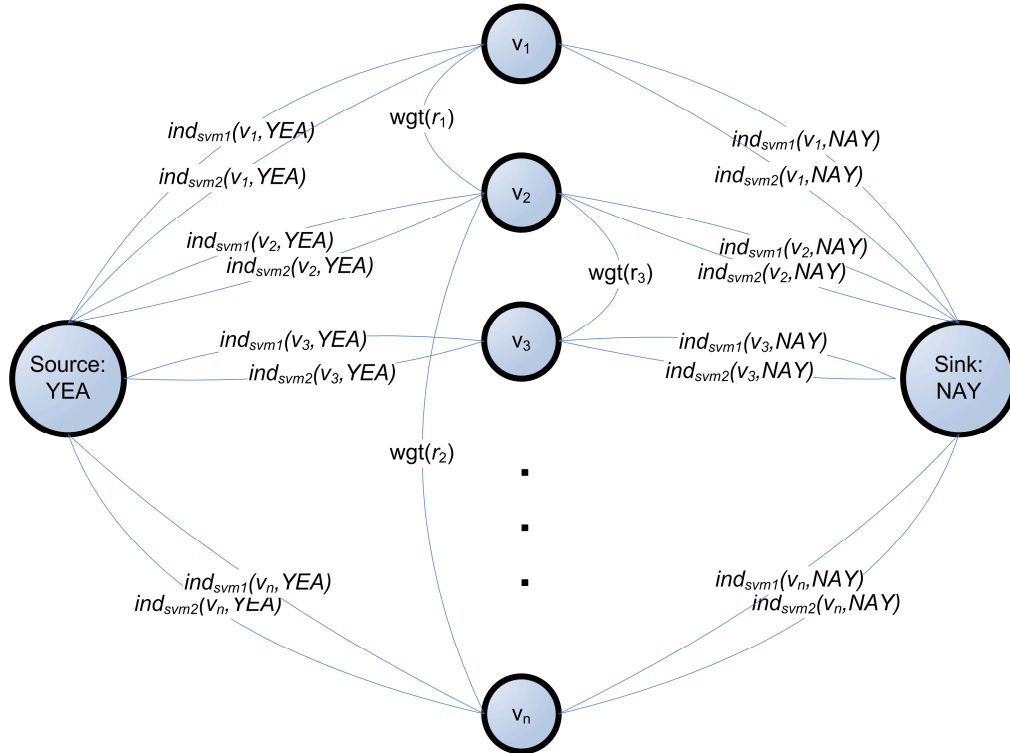 v1
wgt(r1)
indsvm1(v1,YEA)
indsvm1(v1,NAY)
indsvm2(v1,YEA)
indsvm2(v1,NAY)
v2
indsvm1(v2,YEA)
indsvm1(v2,NAY)
indsvm2(v2,YEA)
indsvm2(v2,NAY)
wgt(r3)
v3
indsvm1(v3,YEA)
indsvm1(v3,NAY)
indsvm2(v3,YEA)
indsvm2(v3,NAY)
Source:
YEA
Sink:
NAY
wgt(r2)
indsvm1(vn,YEA)
indsvm1(vn,NAY)
indsvm2(vn,YEA)
indsvm2(vn,NAY)
vn